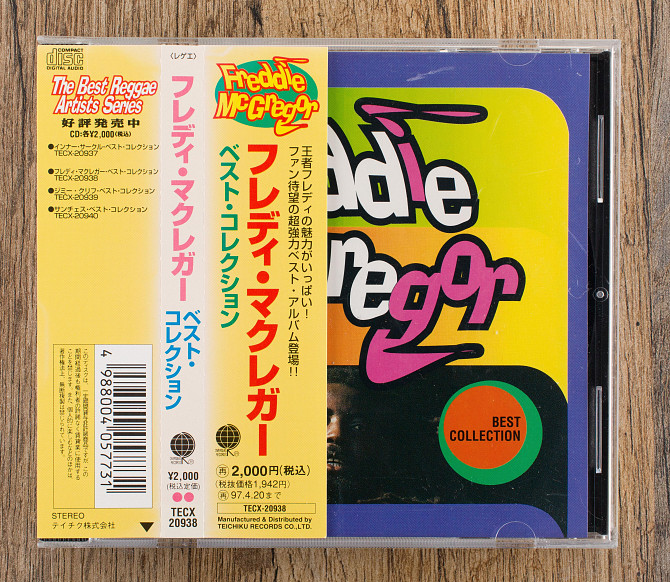 COMPACT
disc
DIGITAL AUDIO
The Best Reggae
Artists Series
好評発売中
CD:各¥2,000(税込)
●インナー・サークル・ベスト・コレクション
TECX-20937
●フレディ・マクレガー・ベスト・コレクション
TECX-20938
●ジミー・クリフ・ベスト・コレクション
TECX-20939
●サンチェス・ベスト・コレクション
TECX-20940
4 988004 057731
STEREO
テイチク株式会社
〈レゲエ〉
フレディ・マクレガー
ベスト・
コレクション
¥2,000
(税込定価)
TECX
20938
Freddie
McGregor
王者フレディの魅力がいっぱい!
ファン待望の超強力ベスト・アルバム登場!!
フレディ・マクレガー
ベスト・コレクション
再 2,000円(税込)
(税抜価格1,942円)
再 97.4.20まで
TECX-20938
Manufactured & Distributed by
TEICHIKU RECORDS CO.,LTD.
adie
regor
BEST
COLLECTION